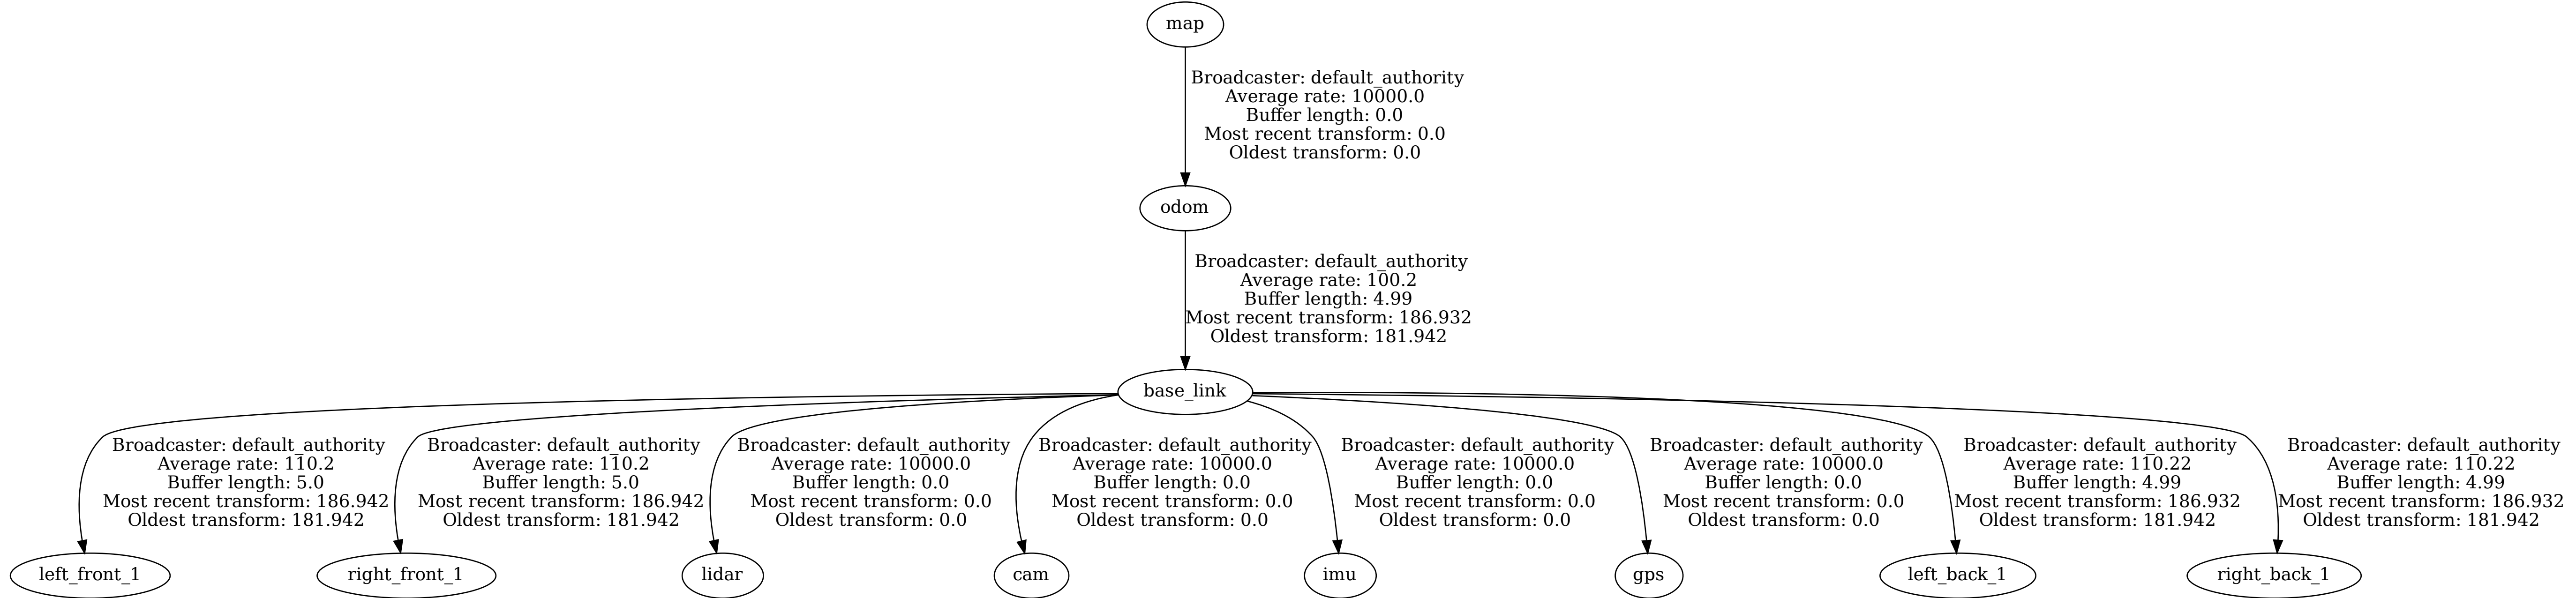 map
Broadcaster: default_authority
Average rate: 10000.0
Buffer length: 0.0
Most recent transform: 0.0
Oldest transform: 0.0
odom
Broadcaster: default_authority
Average rate: 100.2
Buffer length: 4.99
Most recent transform: 186.932
Oldest transform: 181.942
base_link
Broadcaster: default_authority
Average rate: 110.2
Buffer length: 5.0
Most recent transform: 186.942
Oldest transform: 181.942
Broadcaster: default_authority
Average rate: 110.2
Buffer length: 5.0
Most recent transform: 186.942
Oldest transform: 181.942
Broadcaster: default_authority
Average rate: 10000.0
Buffer length: 0.0
Most recent transform: 0.0
Oldest transform: 0.0
Broadcaster: default_authority
Average rate: 10000.0
Buffer length: 0.0
Most recent transform: 0.0
Oldest transform: 0.0
Broadcaster: default_authority
Average rate: 10000.0
Buffer length: 0.0
Most recent transform: 0.0
Oldest transform: 0.0
Broadcaster: default_authority
Average rate: 10000.0
Buffer length: 0.0
Most recent transform: 0.0
Oldest transform: 0.0
Broadcaster: default_authority
Average rate: 110.22
Buffer length: 4.99
Most recent transform: 186.932
Oldest transform: 181.942
Broadcaster: default_authority
Average rate: 110.22
Buffer length: 4.99
Most recent transform: 186.932
Oldest transform: 181.942
left_front_1
right_front_1
lidar
cam
imu
gps
left_back_1
right_back_1